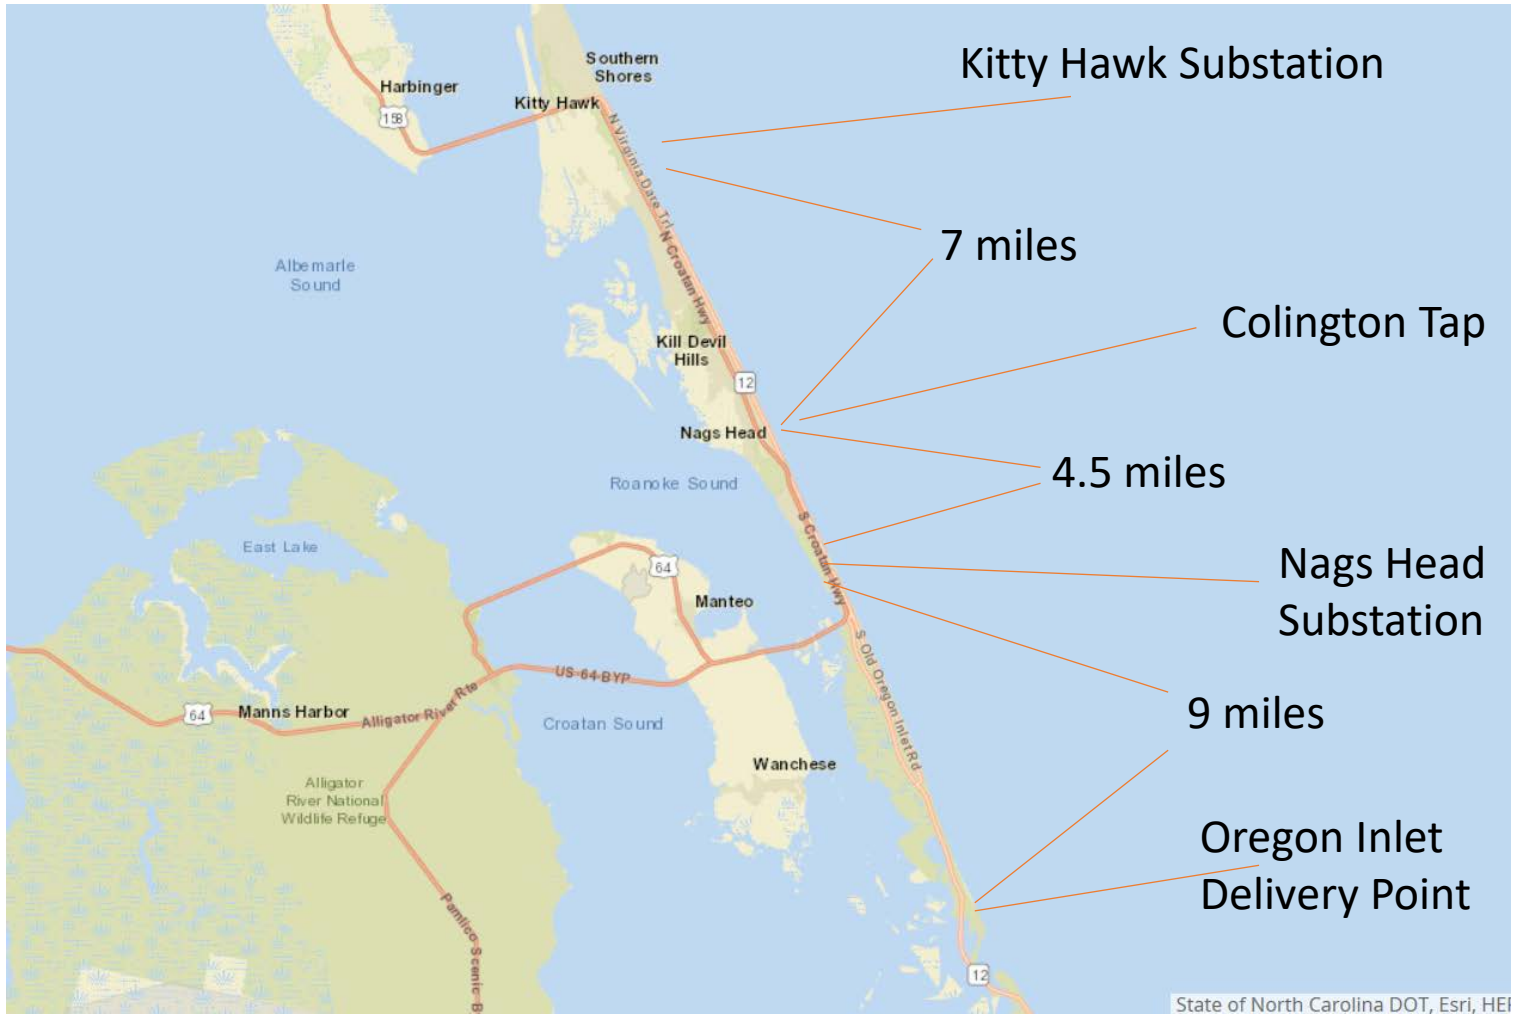 Kitty Hawk Substation
Southern
Shores
Harbinger
Kitty Hawk
158
N Virginia Dare Trl
N Croatan Hwy
7 miles
Albemarle
Sound
Colington Tap
Kill Devil
Hills
12
Nags Head
4.5 miles
Roanoke Sound
S Croatan Hwy
East Lake
64
Nags Head
Substation
Manteo
S Old Oregon Inlet Rd
US 64 BYP
64
Manns Harbor
Alligator River Rte
Croatan Sound
9 miles
Wanchese
Alligator
River National
Wildlife Refuge
Oregon Inlet
Delivery Point
Pamlico Scenic B
12
State of North Carolina DOT, Esri, HER